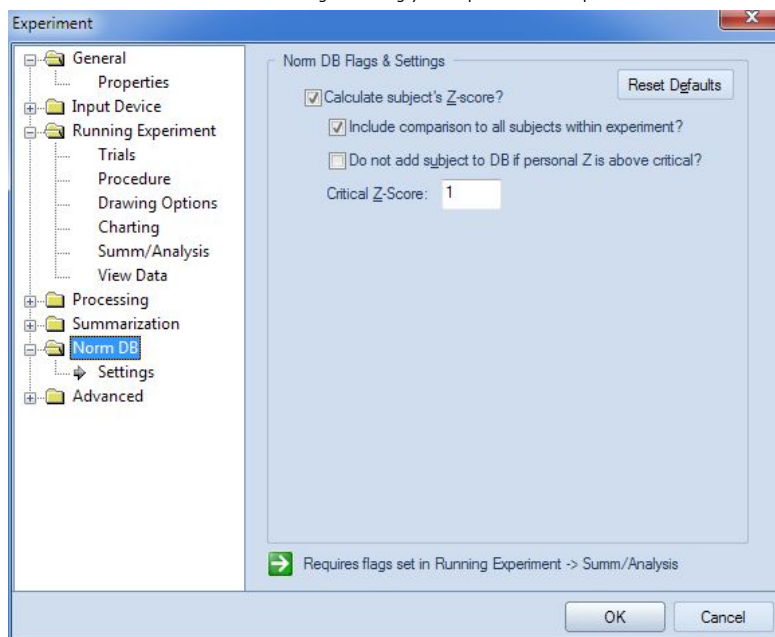 Experiment
General
Properties
Input Device
Running Experiment
Trials
Procedure
Drawing Options
Charting
Summ/Analysis
View Data
Processing
Summarization
Norm DB
Settings
Advanced
Norm DB Flags & Settings
Reset Defaults
Calculate subject's Z-score?
Include comparison to all subjects within experiment?
Do not add subject to DB if personal Z is above critical?
Critical Z-Score: 1
Requires flags set in Running Experiment -> Summ/Analysis
OK Cancel